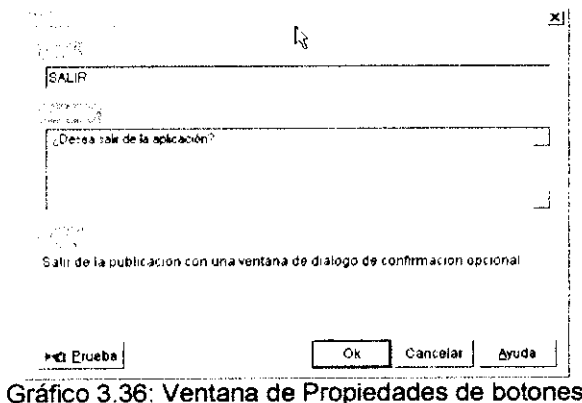 SALIR
¿Desea salir de la aplicación?
Salir de la publicacion con una ventana de dialogo de confirmacion opcional
Prueba
Ok Cancelar Ayuda
Gráfico 3.36: Ventana de Propiedades de botones